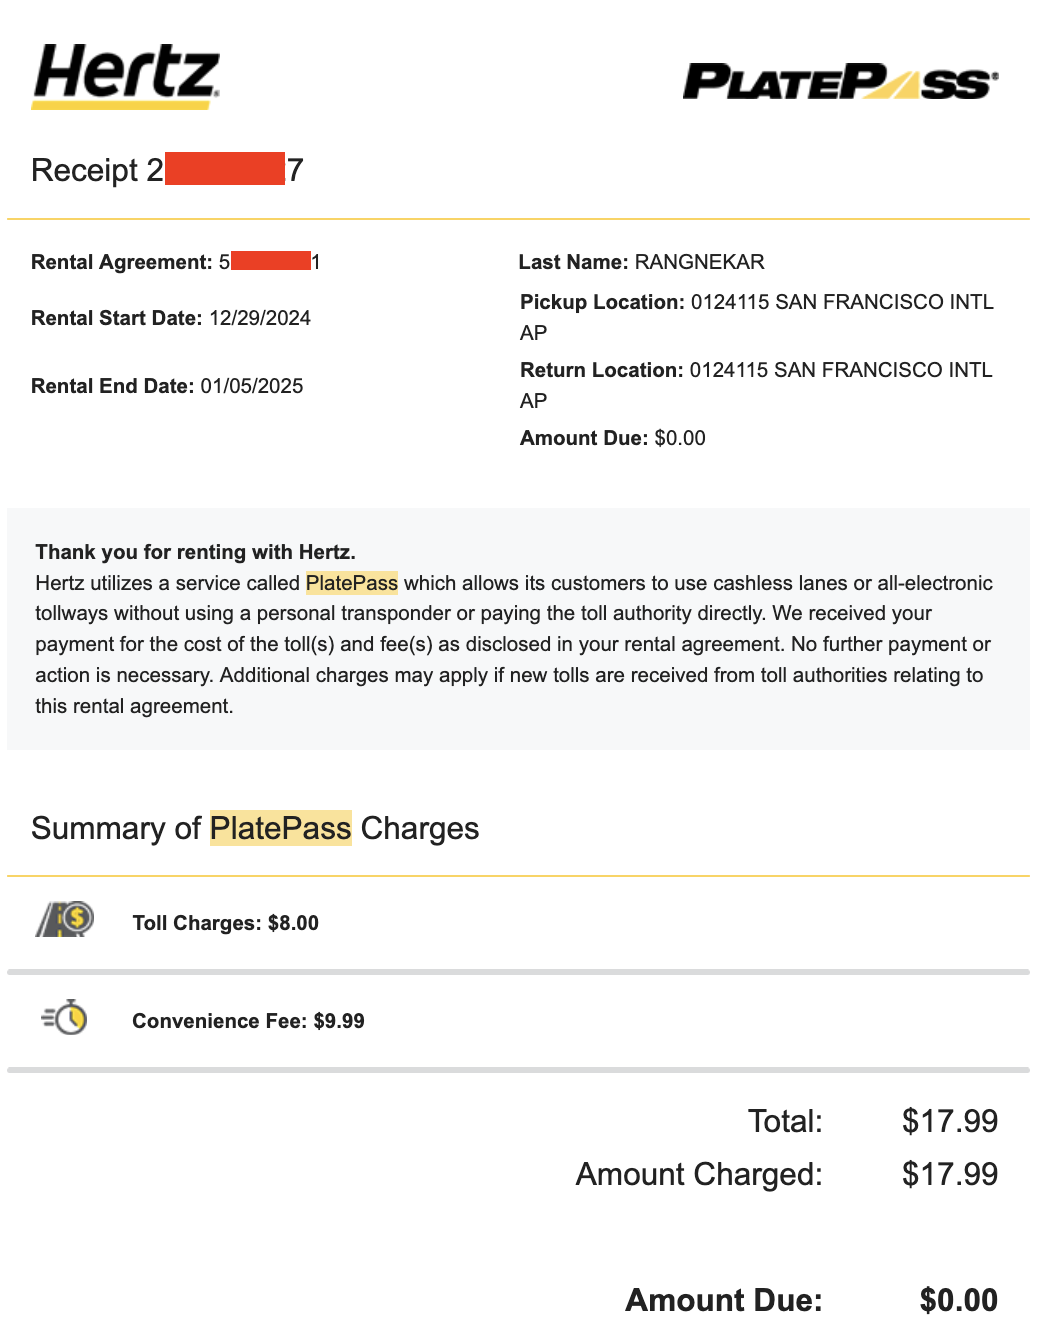 Hertz
PLATEPASS®
Receipt 2 7
Rental Agreement: 5 1
Last Name: RANGNEKAR
Rental Start Date: 12/29/2024
Pickup Location: 0124115 SAN FRANCISCO INTL
AP
Rental End Date: 01/05/2025
Return Location: 0124115 SAN FRANCISCO INTL
AP
Amount Due: $0.00
Thank you for renting with Hertz.
Hertz utilizes a service called PlatePass which allows its customers to use cashless lanes or all-electronic
tollways without using a personal transponder or paying the toll authority directly. We received your
payment for the cost of the toll(s) and fee(s) as disclosed in your rental agreement. No further payment or
action is necessary. Additional charges may apply if new tolls are received from toll authorities relating to
this rental agreement.
Summary of PlatePass Charges
$
Toll Charges: $8.00
Convenience Fee: $9.99
Total: $17.99
Amount Charged: $17.99
Amount Due: $0.00